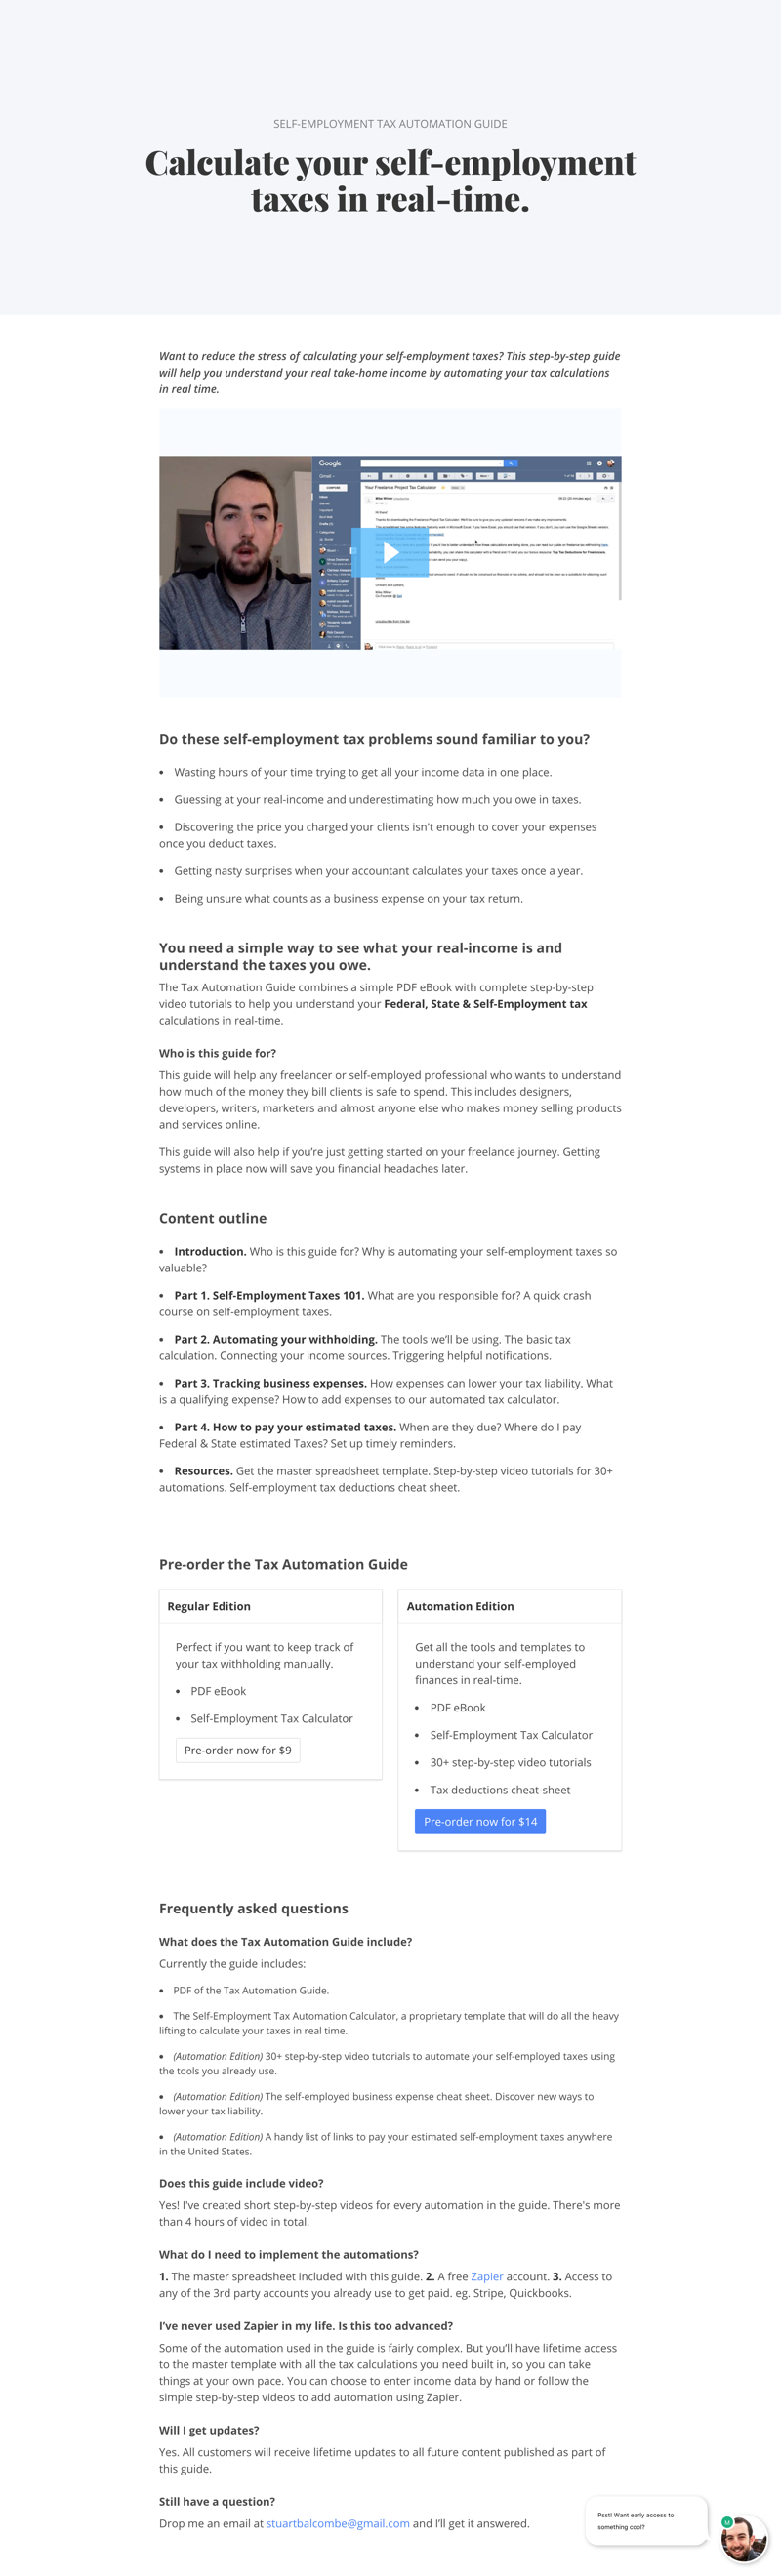 SELF-EMPLOYMENT TAX AUTOMATION GUIDE
Calculate your self-employment
taxes in real-time.
Want to reduce the stress of calculating your self-employment taxes? This step-by-step guide
will help you understand your real take-home income by automating your tax calculations
in real time.
Google
Gmail
COMPOSE
Your Freelance Project Tax Calculator
Do these self-employment tax problems sound familiar to you?
• Wasting hours of your time trying to get all your income data in one place.
• Guessing at your real-income and underestimating how much you owe in taxes.
• Discovering the price you charged your clients isn't enough to cover your expenses
once you deduct taxes.
• Getting nasty surprises when your accountant calculates your taxes once a year.
• Being unsure what counts as a business expense on your tax return.
You need a simple way to see what your real-income is and
understand the taxes you owe.
The Tax Automation Guide combines a simple PDF eBook with complete step-by-step
video tutorials to help you understand your Federal, State & Self-Employment tax
calculations in real-time.
Who is this guide for?
This guide will help any freelancer or self-employed professional who wants to understand
how much of the money they bill clients is safe to spend. This includes designers,
developers, writers, marketers and almost anyone else who makes money selling products
and services online.
This guide will also help if you’re just getting started on your freelance journey. Getting
systems in place now will save you financial headaches later.
Content outline
• Introduction. Who is this guide for? Why is automating your self-employment taxes so
valuable?
• Part 1. Self-Employment Taxes 101. What are you responsible for? A quick crash
course on self-employment taxes.
• Part 2. Automating your withholding. The tools we’ll be using. The basic tax
calculation. Connecting your income sources. Triggering helpful notifications.
• Part 3. Tracking business expenses. How expenses can lower your tax liability. What
is a qualifying expense? How to add expenses to our automated tax calculator.
• Part 4. How to pay your estimated taxes. When are they due? Where do I pay
Federal & State estimated Taxes? Set up timely reminders.
• Resources. Get the master spreadsheet template. Step-by-step video tutorials for 30+
automations. Self-employment tax deductions cheat sheet.
Pre-order the Tax Automation Guide
Regular Edition
Perfect if you want to keep track of
your tax withholding manually.
• PDF eBook
• Self-Employment Tax Calculator
Pre-order now for $9
Automation Edition
Get all the tools and templates to
understand your self-employed
finances in real-time.
• PDF eBook
• Self-Employment Tax Calculator
• 30+ step-by-step video tutorials
• Tax deductions cheat-sheet
Pre-order now for $14
Frequently asked questions
What does the Tax Automation Guide include?
Currently the guide includes:
• PDF of the Tax Automation Guide.
• The Self-Employment Tax Automation Calculator, a proprietary template that will do all the heavy
lifting to calculate your taxes in real time.
• (Automation Edition) 30+ step-by-step video tutorials to automate your self-employed taxes using
the tools you already use.
• (Automation Edition) The self-employed business expense cheat sheet. Discover new ways to
lower your tax liability.
• (Automation Edition) A handy list of links to pay your estimated self-employment taxes anywhere
in the United States.
Does this guide include video?
Yes! I've created short step-by-step videos for every automation in the guide. There's more
than 4 hours of video in total.
What do I need to implement the automations?
1. The master spreadsheet included with this guide. 2. A free Zapier account. 3. Access to
any of the 3rd party accounts you already use to get paid. eg. Stripe, Quickbooks.
I’ve never used Zapier in my life. Is this too advanced?
Some of the automation used in the guide is fairly complex. But you’ll have lifetime access
to the master template with all the tax calculations you need built in, so you can take
things at your own pace. You can choose to enter income data by hand or follow the
simple step-by-step videos to add automation using Zapier.
Will I get updates?
Yes. All customers will receive lifetime updates to all future content published as part of
this guide.
Still have a question?
Drop me an email at stuartbalcombe@gmail.com and I’ll get it answered.
Psst! Want early access to
something cool?
M